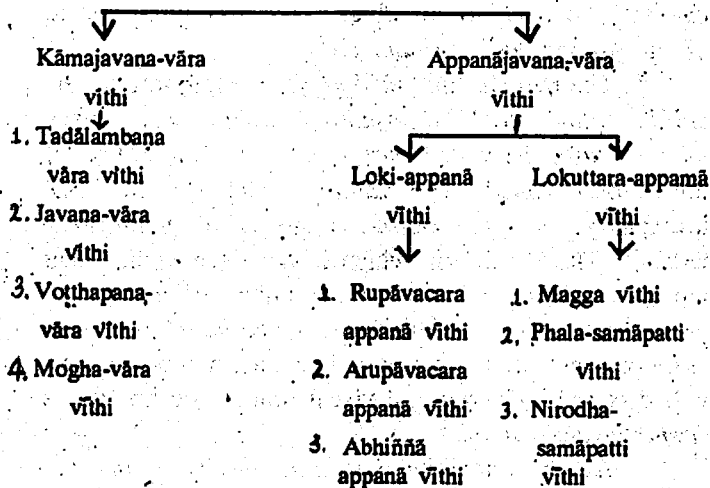 Kāmajavana-vāra
vīthi
1. Tadālambaṇa
vāra vīthi
2. Javana-vāra
vīthi
3. Voṭṭhapana-
vāra vīthi
4. Mogha-vāra
vīthi
Appanājavana-vāra
vīthi
Loki-appanā
vīthi
1. Rupāvacara
appanā vīthi
2. Arupāvacara
appanā vīthi
3. Abhiññā
appanā vīthi
Lokuttara-appamā
vīthi
1. Magga vīthi
2. Phala-samāpatti
vīthi
3. Nirodha-
samāpatti
vīthi